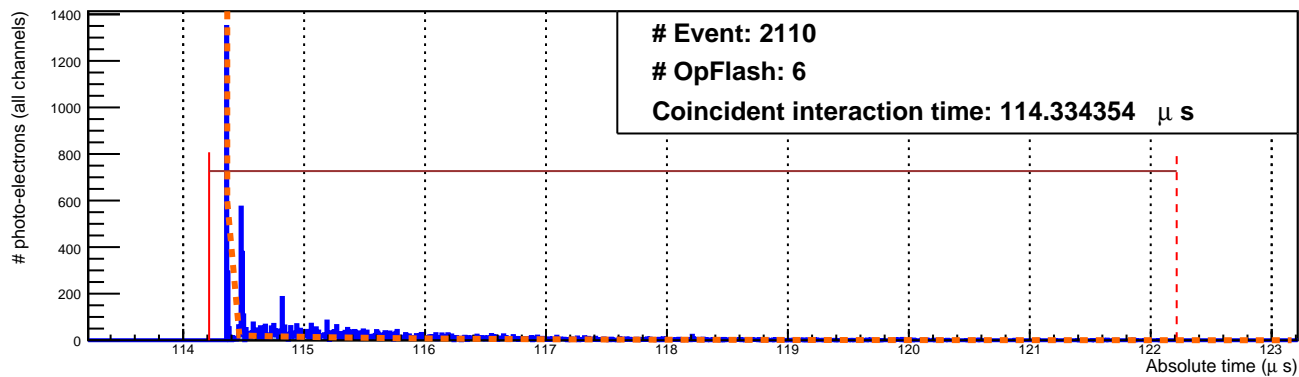 # photo-electrons (all channels)
1400
1200
1000
800
600
400
200
0
# Event: 2110
# OpFlash: 6
Coincident interaction time: 114.334354 μ s
114 115 116 117 118 119 120 121 122 123
Absolute time (μ s)